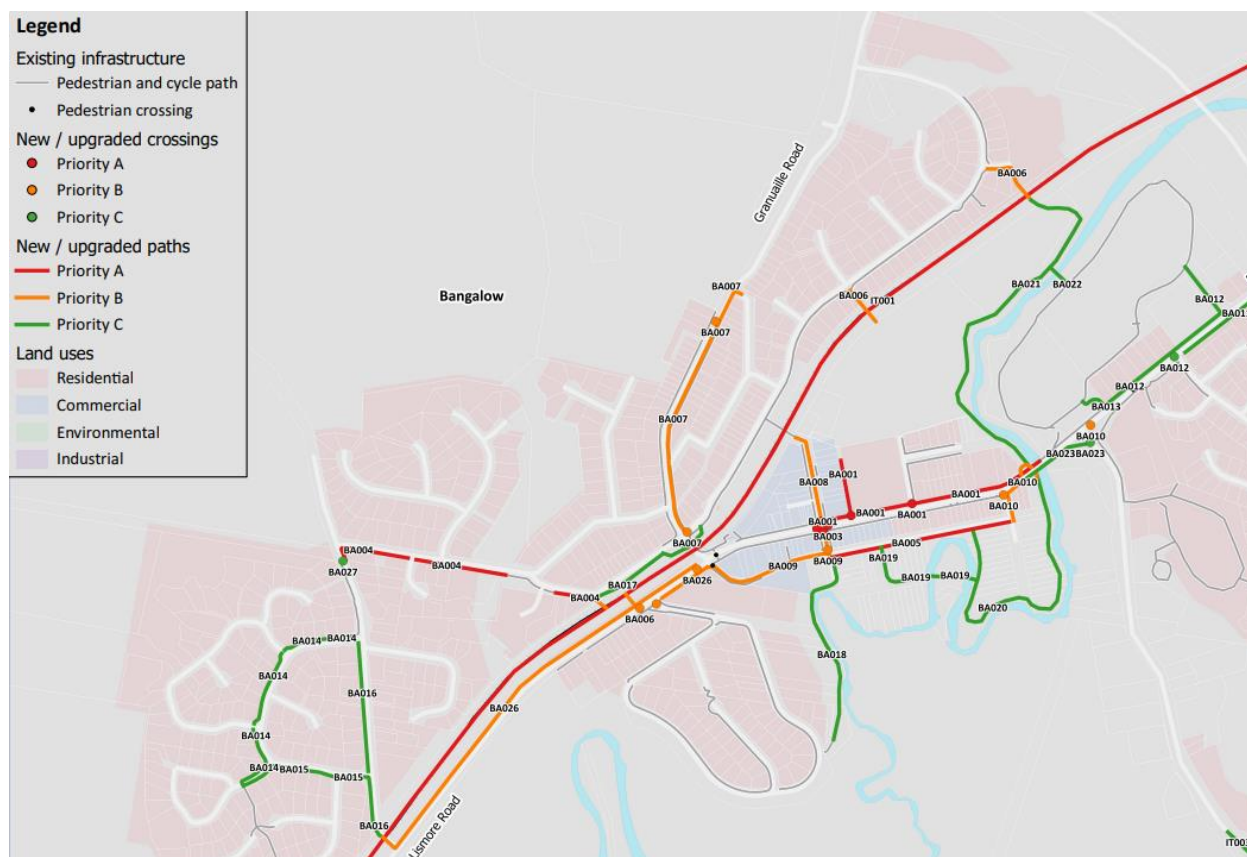 Legend
Existing infrastructure
Pedestrian and cycle path
Pedestrian crossing
New / upgraded crossings
Priority A
Priority B
Priority C
New / upgraded paths
Priority A
Priority B
Priority C
Land uses
Residential
Commercial
Environmental
Industrial
Granuaille Road
BA006
Bangalow
BA007
BA006
IT001
BA021
BA022
BA012
BA007
BA007
BA012
BA012
BA013
BA010
BA023
BA023
BA008
BA001
BA001
BA010
BA010
BA001
BA001
BA001
BA003
BA005
BA007
BA009
BA009
BA019
BA019
BA019
BA020
BA004
BA004
BA027
BA026
BA017
BA004
BA006
BA014
BA014
BA014
BA018
BA016
BA026
BA014
BA014
BA015
BA015
BA016
Lismore Road